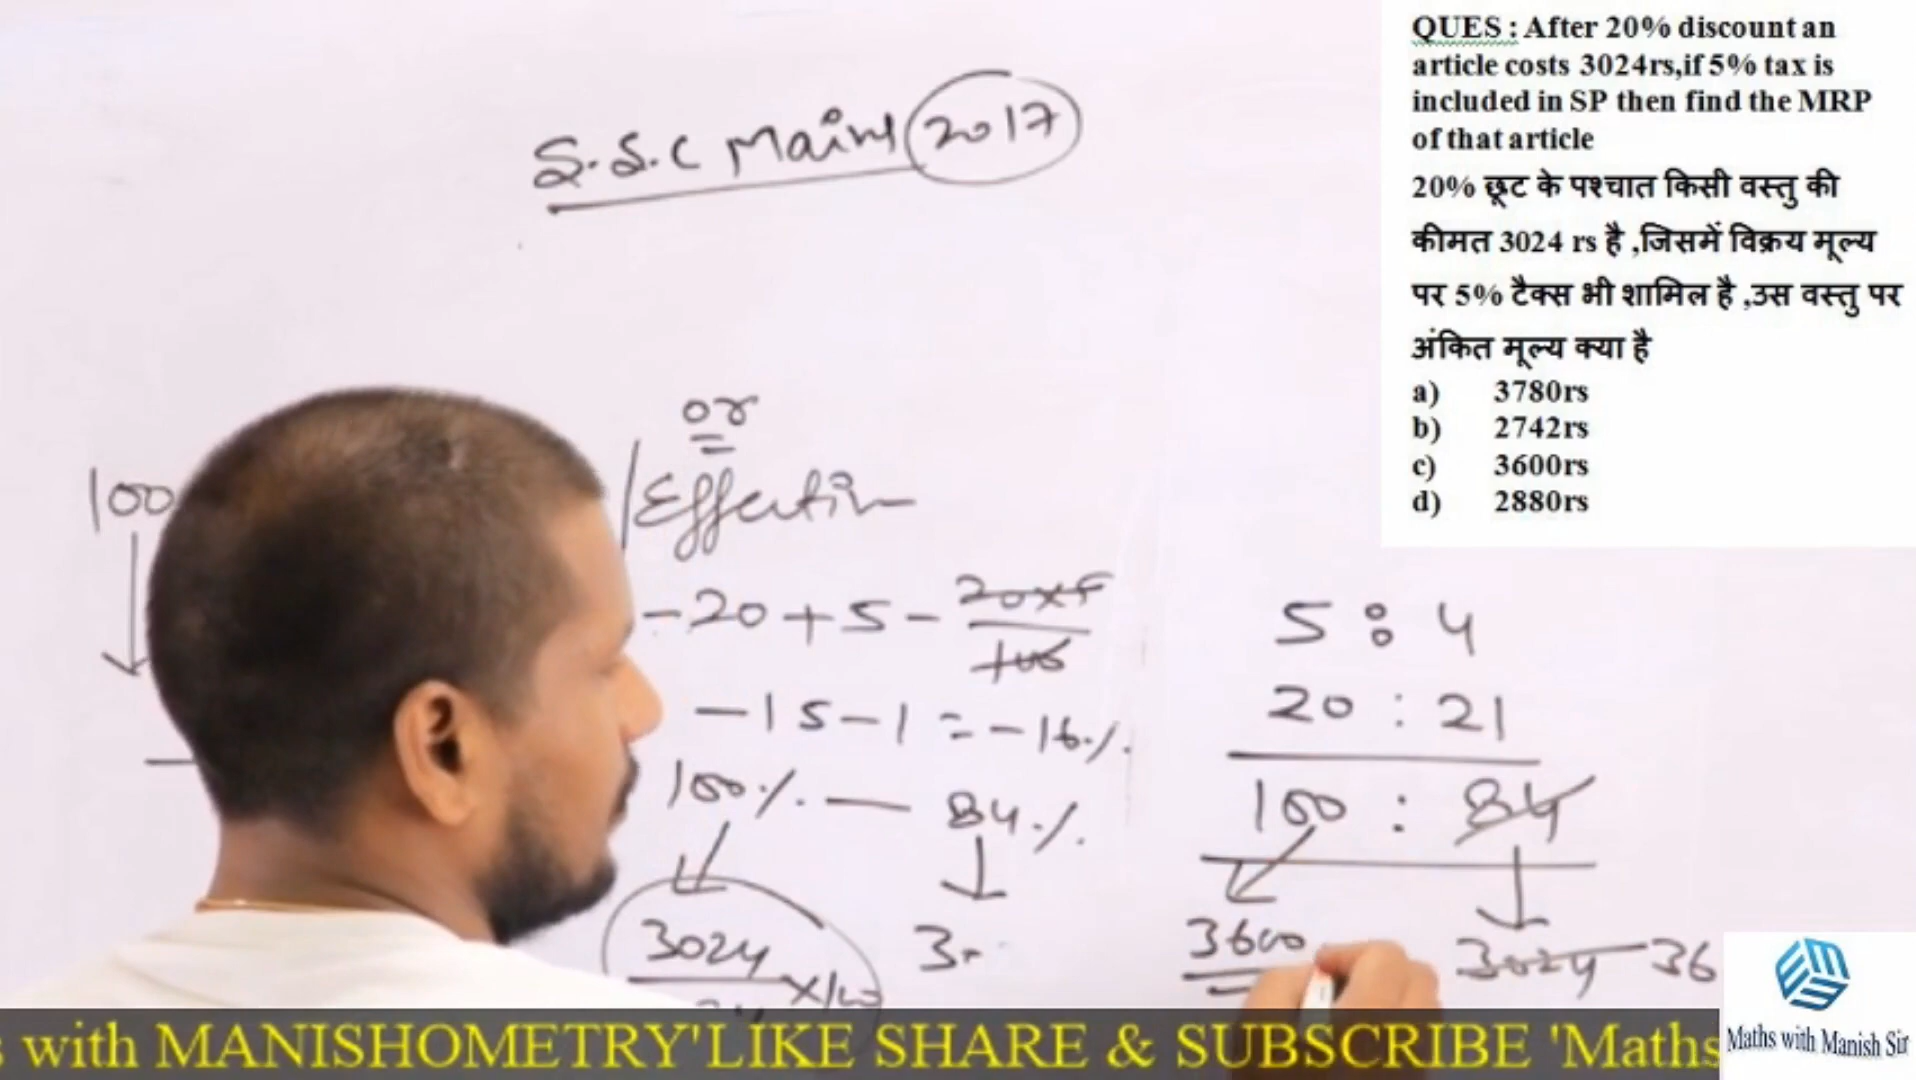 QUES : After 20% discount an
article costs 3024rs,if 5% tax is
included in SP then find the MRP
of that article
20% छूट के पश्चात किसी वस्तु की
कीमत 3024 rs है ,जिसमें विक्रय मूल्य
पर 5% टैक्स भी शामिल है ,उस वस्तु पर
अंकित मूल्य क्या है
a) 3780rs
b) 2742rs
c) 3600rs
d) 2880rs
S.S.C Mains 2017
100
or
Effective
-20+5-20×5/100
-15-1=-16%
100% — 84%
3024 ×100
5 : 4
20 : 21
100 : 84
3600 3024 36
with MANISHOMETRY'LIKE SHARE & SUBSCRIBE 'Maths
Maths with Manish Sir